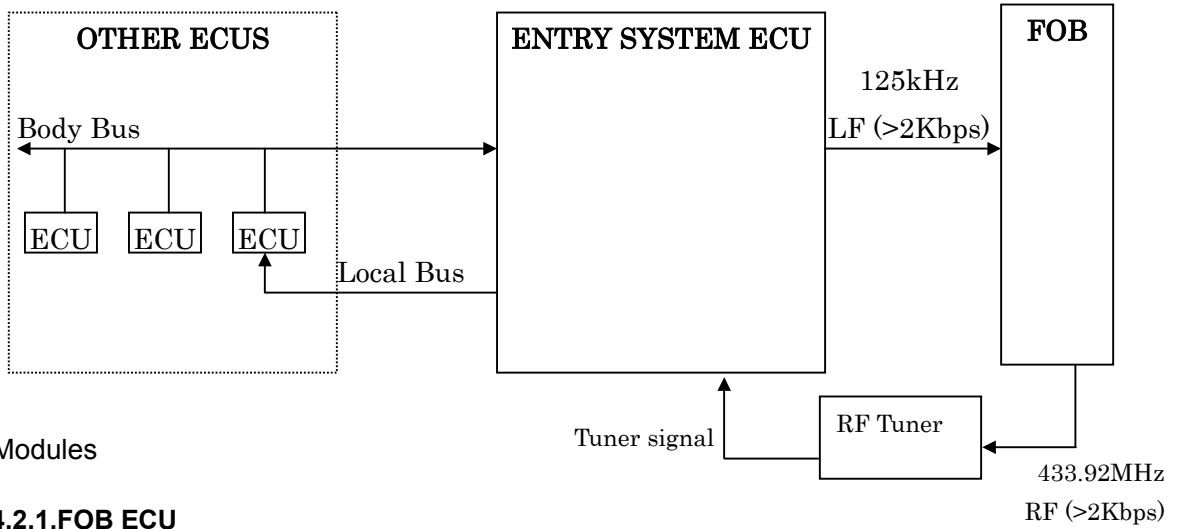 OTHER ECUS
ENTRY SYSTEM ECU
FOB
125kHz
LF (>2Kbps)
Body Bus
ECU
ECU
ECU
Local Bus
Tuner signal
RF Tuner
433.92MHz
RF (>2Kbps)
Modules
4.2.1.FOB ECU